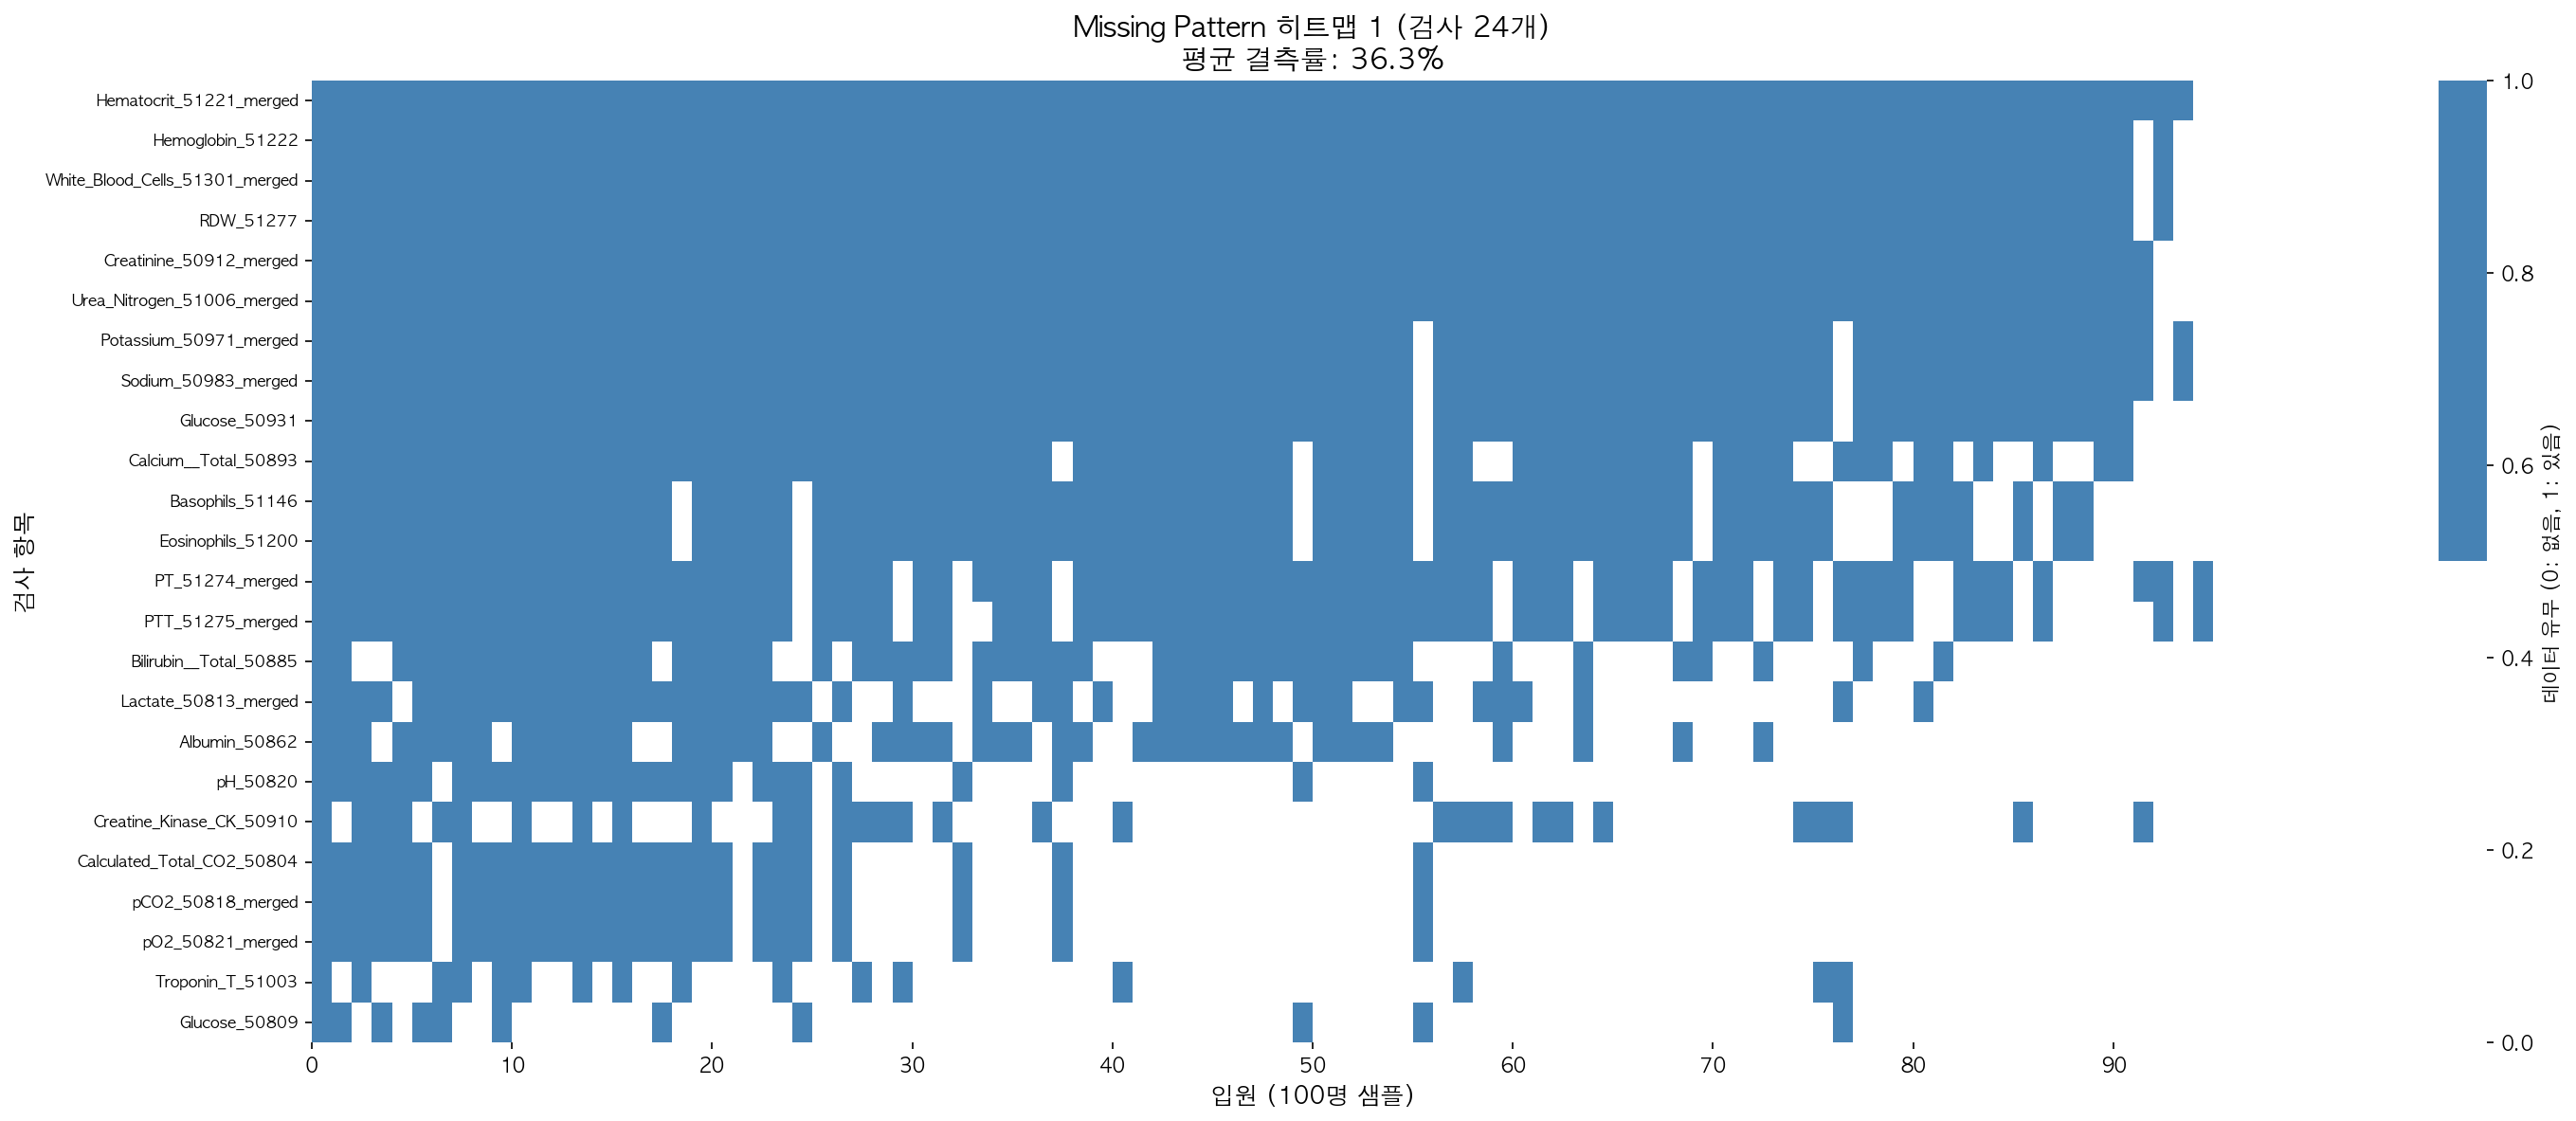 Missing Pattern 히트맵 1 (검사 24개)
평균 결측률: 36.3%
검사 항목
Hematocrit_51221_merged
Hemoglobin_51222
White_Blood_Cells_51301_merged
RDW_51277
Creatinine_50912_merged
Urea_Nitrogen_51006_merged
Potassium_50971_merged
Sodium_50983_merged
Glucose_50931
Calcium__Total_50893
Basophils_51146
Eosinophils_51200
PT_51274_merged
PTT_51275_merged
Bilirubin__Total_50885
Lactate_50813_merged
Albumin_50862
pH_50820
Creatine_Kinase_CK_50910
Calculated_Total_CO2_50804
pCO2_50818_merged
pO2_50821_merged
Troponin_T_51003
Glucose_50809
0 10 20 30 40 50 60 70 80 90
입원 (100명 샘플)
1.0
0.8
0.6
0.4
0.2
0.0
데이터 유무 (0: 없음, 1: 있음)